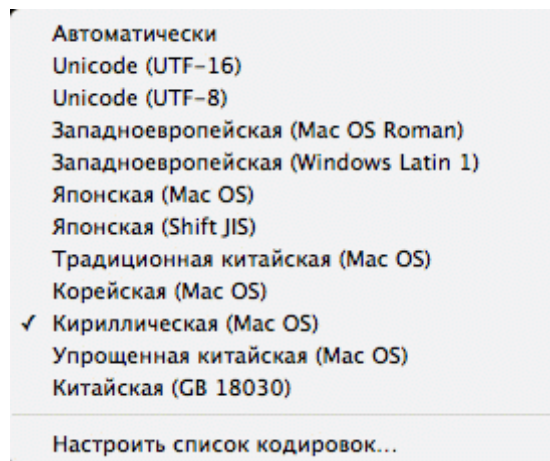 Автоматически
Unicode (UTF-16)
Unicode (UTF-8)
Западноевропейская (Mac OS Roman)
Западноевропейская (Windows Latin 1)
Японская (Mac OS)
Японская (Shift JIS)
Традиционная китайская (Mac OS)
Корейская (Mac OS)
✓ Кириллическая (Mac OS)
Упрощенная китайская (Mac OS)
Китайская (GB 18030)
Настроить список кодировок...